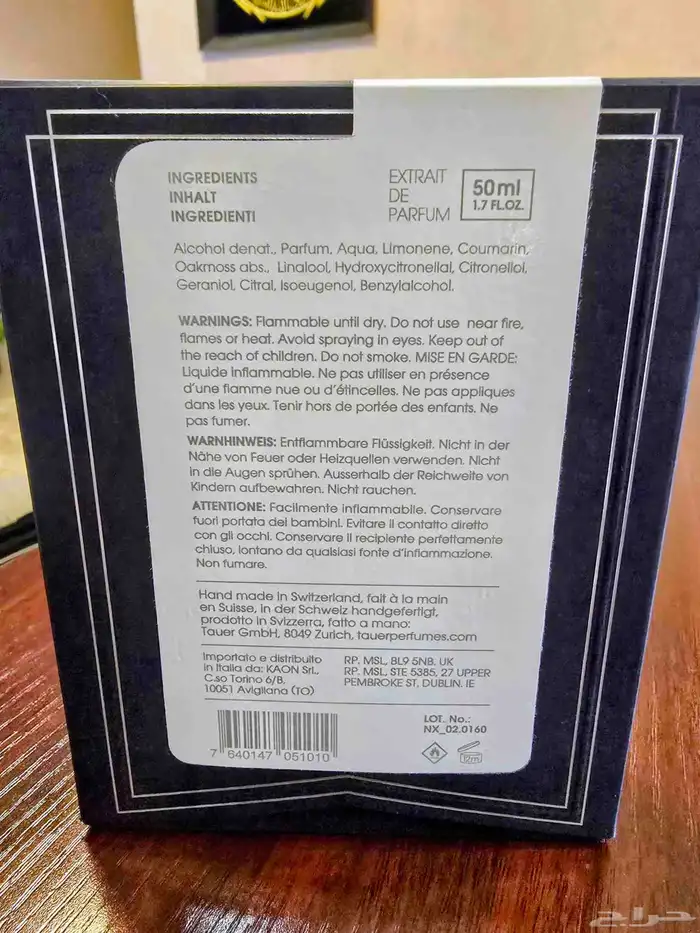 INGREDIENTS
INHALT
INGREDIENTI
EXTRAIT
DE
PARFUM
50ml
1.7 FL.OZ.
Alcohol denat., Parfum, Aqua, Limonene, Coumarin,
Oakmoss abs., Linalool, Hydroxycitronellal, Citronellol,
Geraniol, Citral, Isoeugenol, Benzylalcohol.
WARNINGS: Flammable until dry. Do not use near fire,
flames or heat. Avoid spraying in eyes. Keep out of
the reach of children. Do not smoke. MISE EN GARDE:
Liquide inflammable. Ne pas utiliser en présence
d'une flamme nue ou d'étincelles. Ne pas appliques
dans les yeux. Tenir hors de portée des enfants. Ne
pas fumer.
WARNHINWEIS: Entflammbare Flüssigkeit. Nicht in der
Nähe von Feuer oder Heizquellen verwenden. Nicht
in die Augen sprühen. Ausserhalb der Reichweite von
Kindern aufbewahren. Nicht rauchen.
ATTENTIONE: Facilmente inflammabile. Conservare
fuori portata dei bambini. Evitare il contatto diretto
con gli occhi. Conservare il recipiente perfettamente
chiuso, lontano da qualsiasi fonte d'inflammazione.
Non fumare.
Hand made in Switzerland, fait à la main
en Suisse, in der Schweiz handgefertigt,
prodotto in Svizzerra, fatto a mano:
Tauer GmbH, 8049 Zurich, tauerperfumes.com
Importato e distribuito
in Italia da: KAON Srl.,
C.so Torino 6/B.
10051 Avigliana (TO)
RP. MSL, BL9 5NB. UK
RP. MSL, STE 5385, 27 UPPER
PEMBROKE ST, DUBLIN. IE
7 640147 051010
LOT. No.:
NX_02.0160
12m
حراج